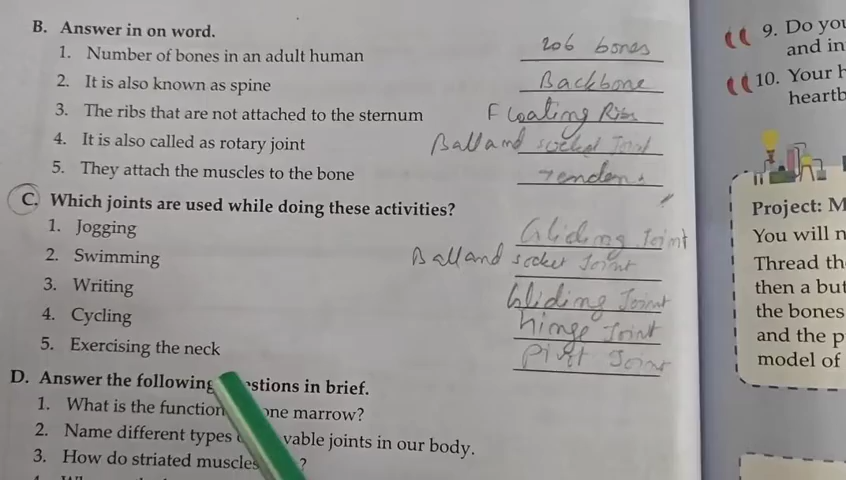 B. Answer in on word.
1. Number of bones in an adult human 206 bones
2. It is also known as spine Backbone
3. The ribs that are not attached to the sternum Floating Ribs
4. It is also called as rotary joint Ball and socket Joint
5. They attach the muscles to the bone Tendons
C. Which joints are used while doing these activities?
1. Jogging Gliding Joint
2. Swimming Ball and socket Joint
3. Writing Gliding Joint
4. Cycling hinge Joint
5. Exercising the neck Pivot Joint
D. Answer the following stions in brief.
1. What is the function one marrow?
2. Name different types vable joints in our body.
3. How do striated muscles ?
9. Do you
and in
10. Your h
heartb
Project: M
You will n
Thread th
then a but
the bones
and the p
model of